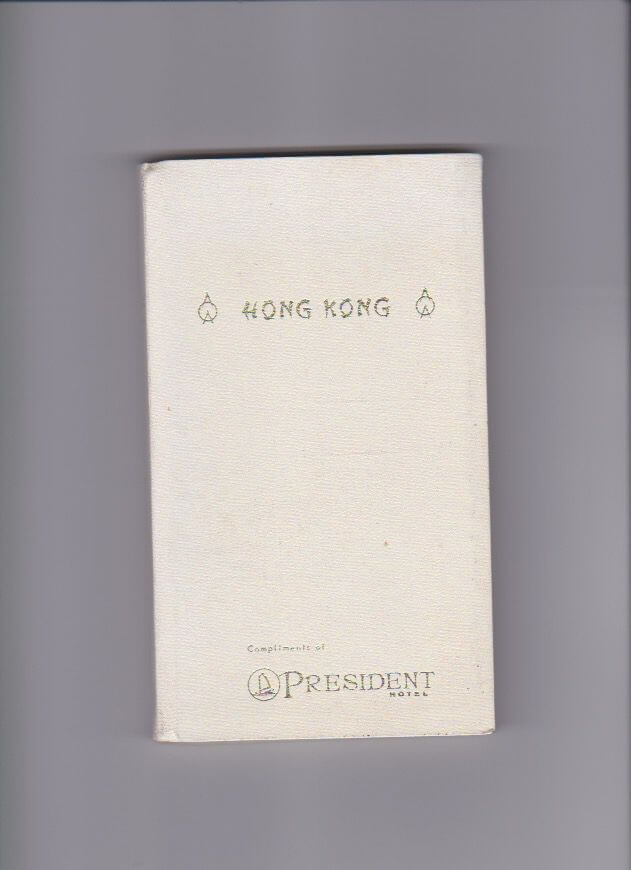 HONG KONG
Compliments of
PRESIDENT
HOTEL